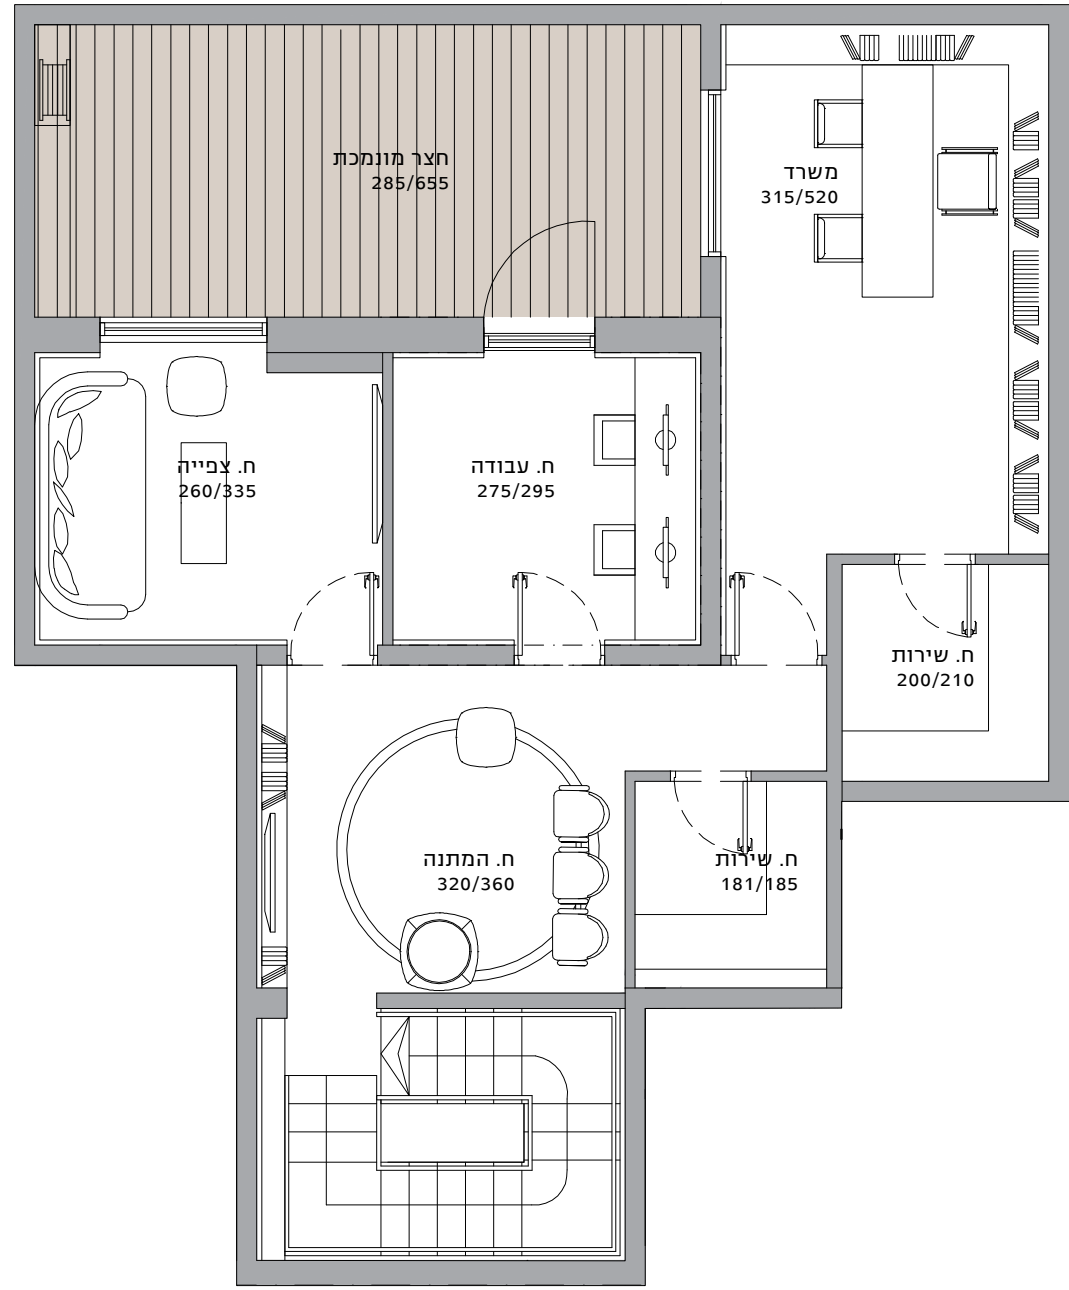 חצר מונמכת
285/655
משרד
315/520
ח. צפייה
260/335
ח. עבודה
275/295
ח. שירות
200/210
ח. המתנה
320/360
ח. שירות
181/185